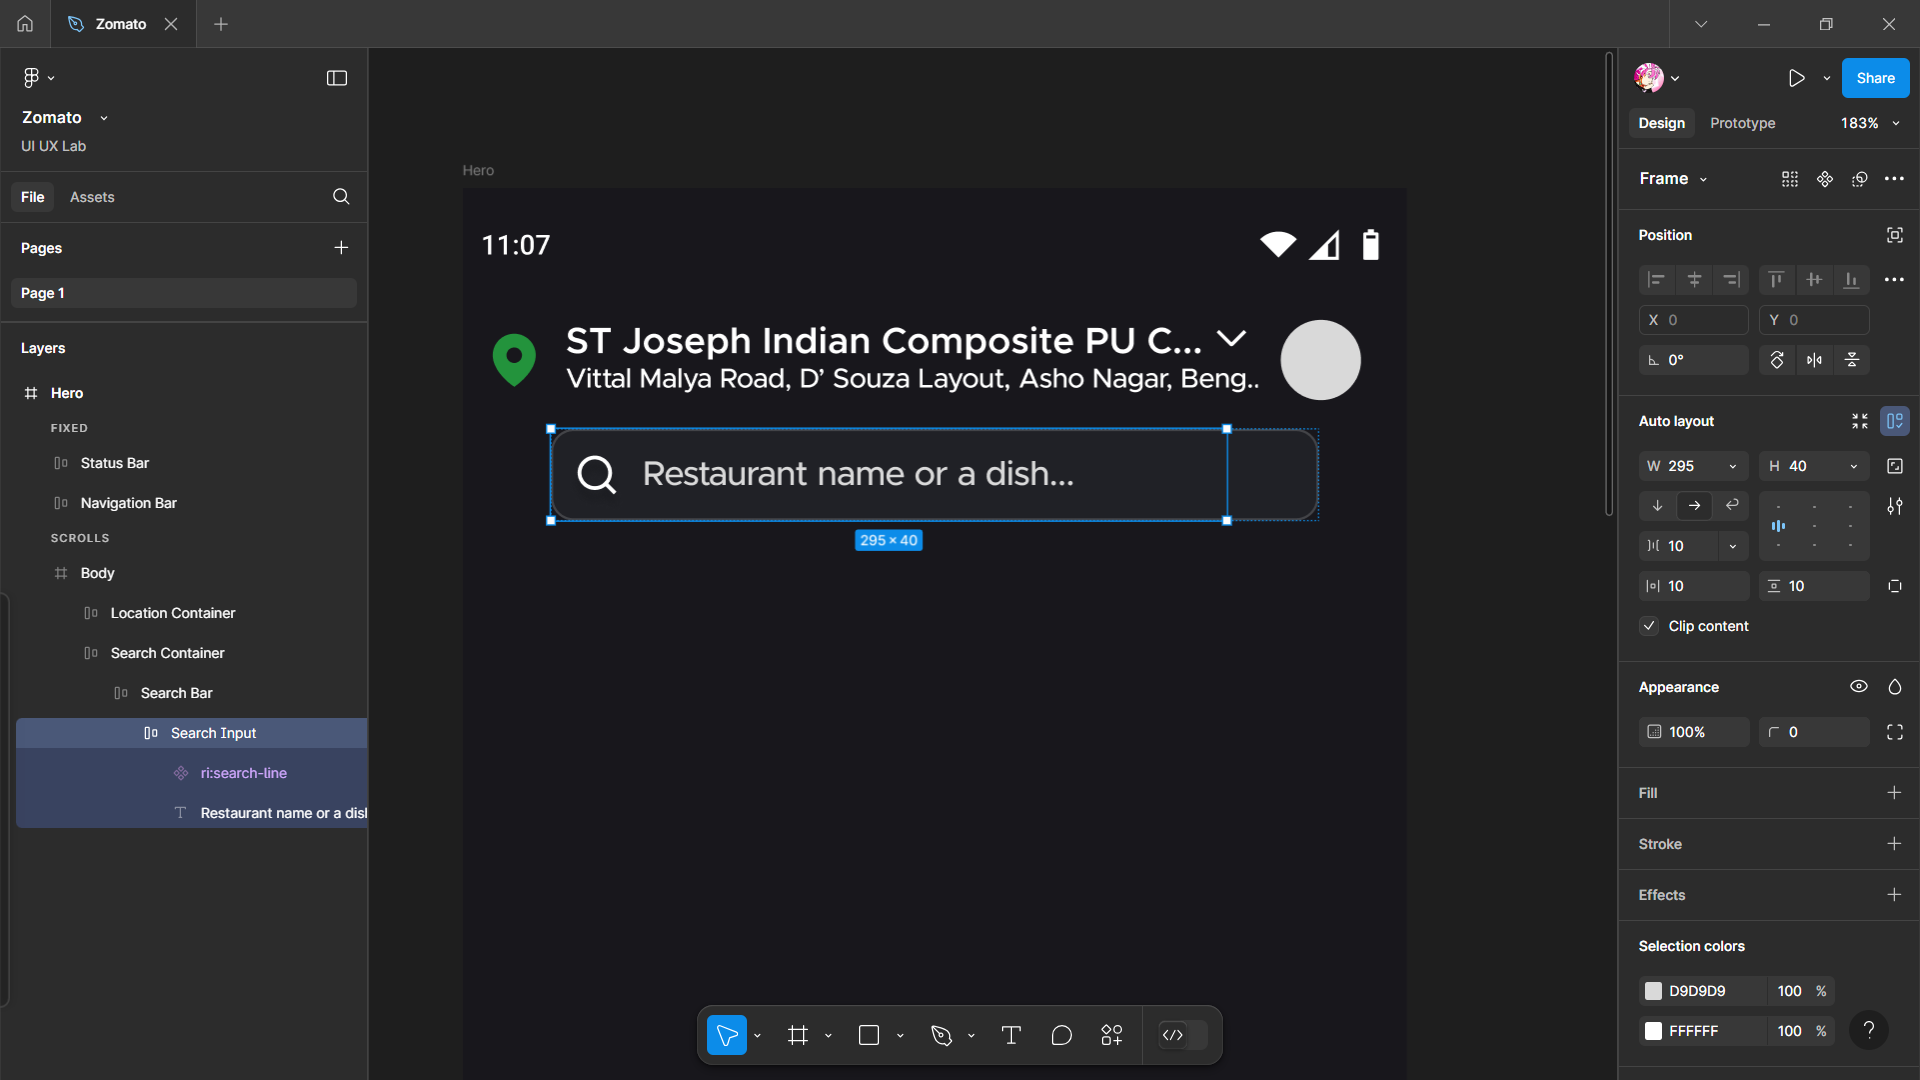 Zomato
Zomato
UI UX Lab
File
Assets
Pages
Page 1
Layers
Hero
FIXED
Status Bar
Navigation Bar
SCROLLS
Body
Location Container
Search Container
Search Bar
Search Input
ri:search-line
Restaurant name or a disl
Hero
11:07
ST Joseph Indian Composite PU C...
Vittal Malya Road, D’ Souza Layout, Asho Nagar, Beng..
Restaurant name or a dish...
295 × 40
Share
Design
Prototype
183%
Frame
Position
X 0
Y 0
0°
Auto layout
W 295
H 40
10
10
10
Clip content
Appearance
100%
0
Fill
Stroke
Effects
Selection colors
D9D9D9 100 %
FFFFFF 100 %
?